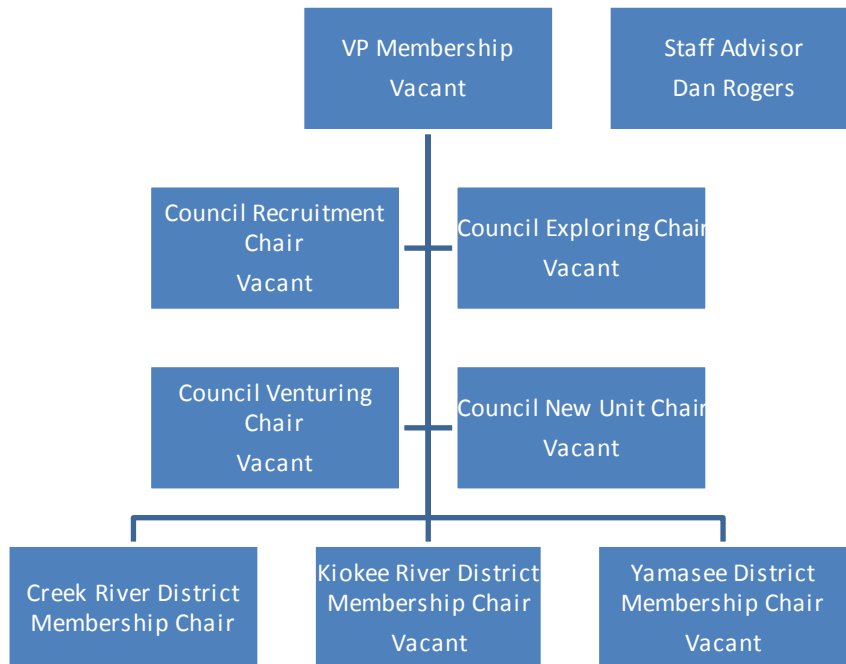 VP Membership
Vacant
Staff Advisor
Dan Rogers
Council Recruitment
Chair
Vacant
Council Exploring Chair
Vacant
Council Venturing
Chair
Vacant
Council New Unit Chair
Vacant
Creek River District
Membership Chair
Kiokee River District
Membership Chair
Vacant
Yamasee District
Membership Chair
Vacant